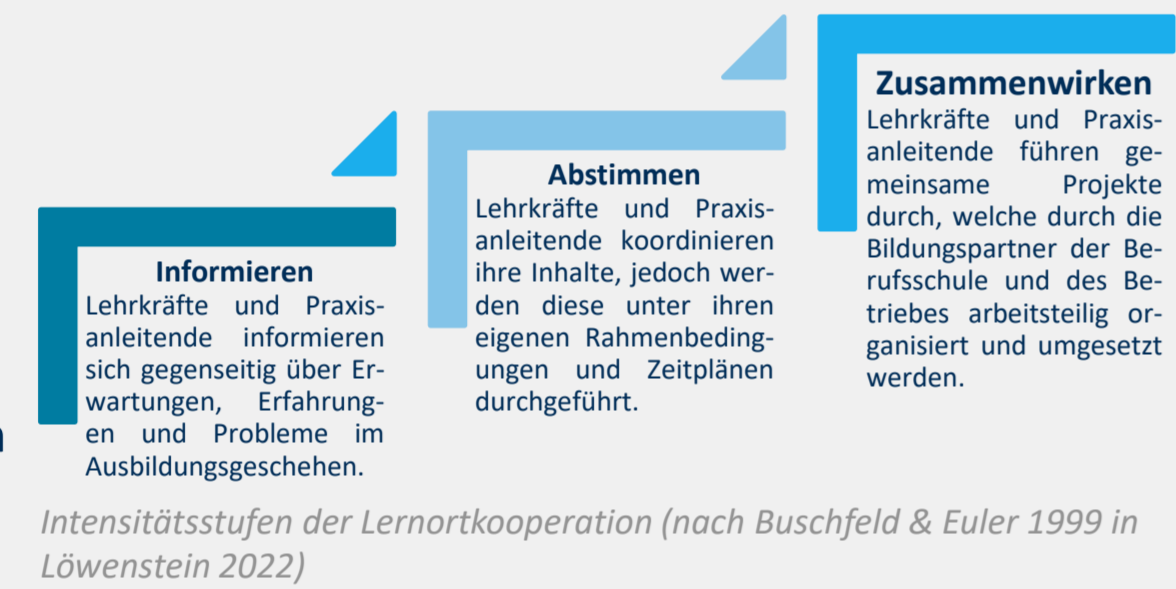 Informieren
Lehrkräfte und Praxis-
anleitende informieren
sich gegenseitig über Er-
wartungen, Erfahrung-
en und Probleme im
Ausbildungsgeschehen.
Abstimmen
Lehrkräfte und Praxis-
anleitende koordinieren
ihre Inhalte, jedoch wer-
den diese unter ihren
eigenen Rahmenbeding-
ungen und Zeitplänen
durchgeführt.
Zusammenwirken
Lehrkräfte und Praxis-
anleitende führen ge-
meinsame Projekte
durch, welche durch die
Bildungspartner der Be-
rufsschule und des Be-
triebes arbeitsteilig or-
ganisiert und umgesetzt
werden.
Intensitätsstufen der Lernortkooperation (nach Buschfeld & Euler 1999 in
Löwenstein 2022)